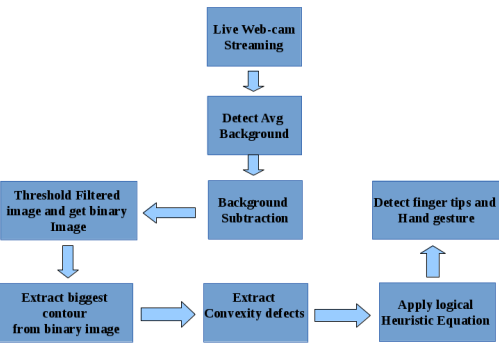 Live Web-cam
Streaming
Detect Avg
Background
Background
Subtraction
Threshold Filtered
image and get binary
Image
Extract biggest
contour
from binary image
Extract
Convexity defects
Apply logical
Heuristic Equation
Detect finger tips and
Hand gesture